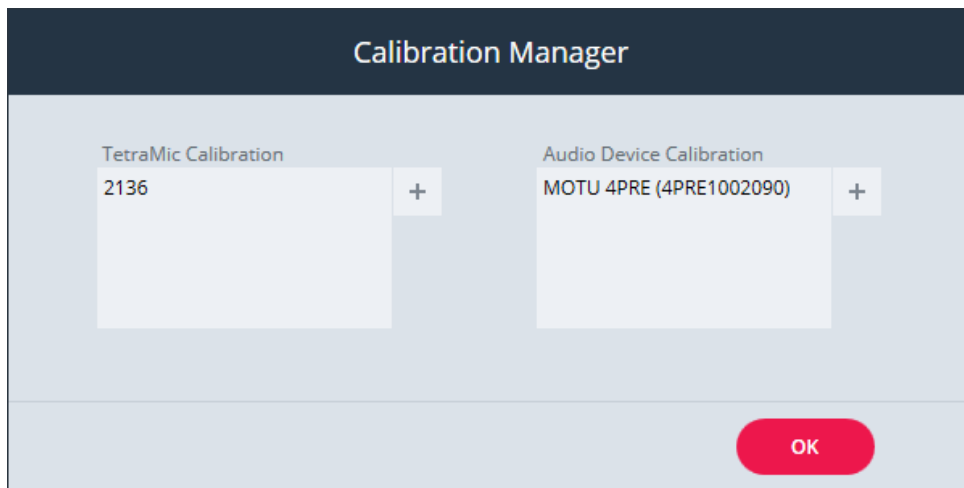 Calibration Manager
TetraMic Calibration
2136
+
Audio Device Calibration
MOTU 4PRE (4PRE1002090)
+
OK